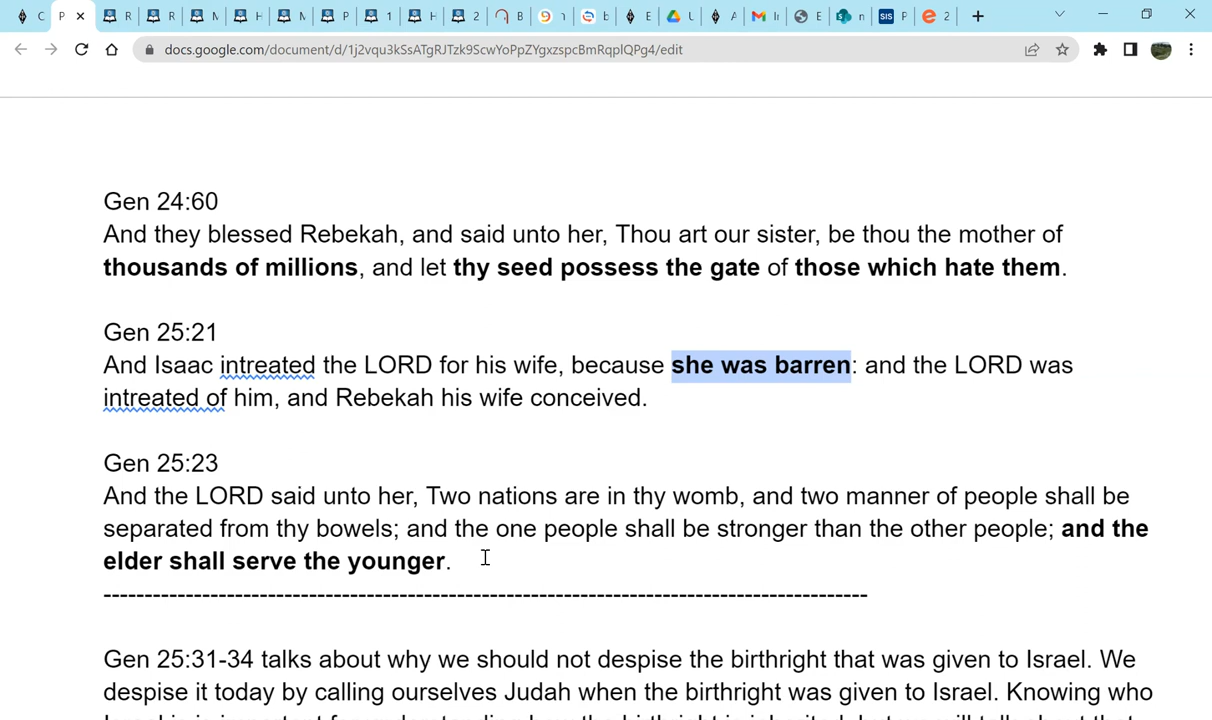 C
P
R
R
M
H
M
P
1
H
2
B
b
E
U
A
In
E
n
SIS
P
2
docs.google.com/document/d/1j2vqu3kSsATgRJTzk9ScwYoPpZYgxzspcBmRqplQPg4/edit
Gen 24:60
And they blessed Rebekah, and said unto her, Thou art our sister, be thou the mother of
thousands of millions, and let thy seed possess the gate of those which hate them.
Gen 25:21
And Isaac intreated the LORD for his wife, because she was barren: and the LORD was
intreated of him, and Rebekah his wife conceived.
Gen 25:23
And the LORD said unto her, Two nations are in thy womb, and two manner of people shall be
separated from thy bowels; and the one people shall be stronger than the other people; and the
elder shall serve the younger.
---------------------------------------------------------------------------------------------
Gen 25:31-34 talks about why we should not despise the birthright that was given to Israel. We
despise it today by calling ourselves Judah when the birthright was given to Israel. Knowing who